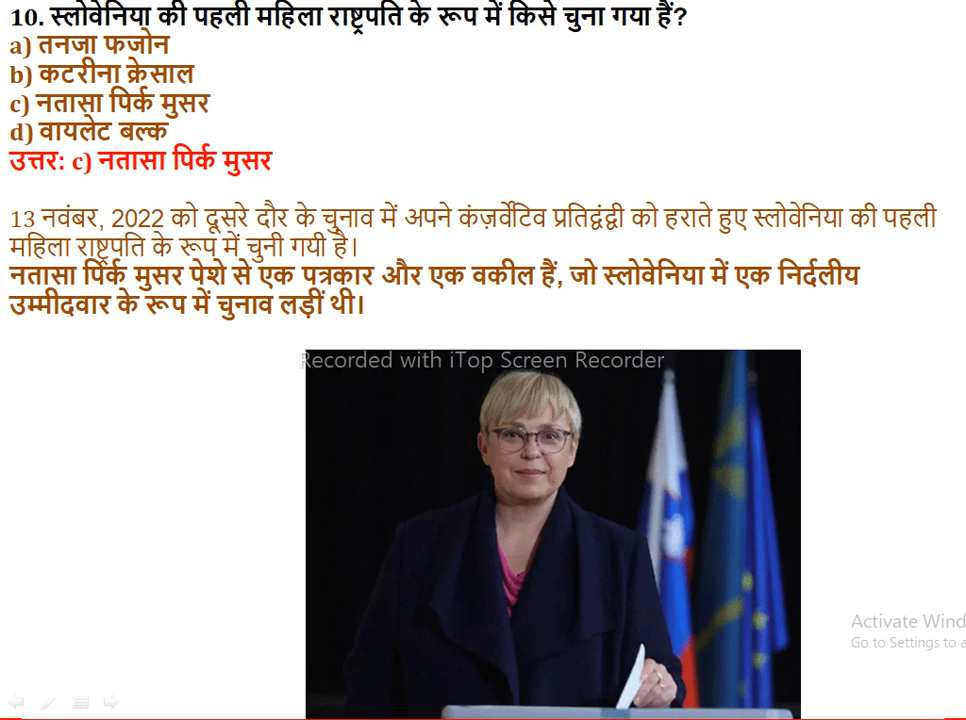 10. स्लोवेनिया की पहली महिला राष्ट्रपति के रूप में किसे चुना गया हैं?
a) तनजा फजोन
b) कटरीना क्रेसाल
c) नतासा पिर्क मुसर
d) वायलेट बल्क
उत्तर: c) नतासा पिर्क मुसर
13 नवंबर, 2022 को दूसरे दौर के चुनाव में अपने कंज़र्वेटिव प्रतिद्वंद्वी को हराते हुए स्लोवेनिया की पहली
महिला राष्ट्रपति के रूप में चुनी गयी है।
नतासा पिर्क मुसर पेशे से एक पत्रकार और एक वकील हैं, जो स्लोवेनिया में एक निर्दलीय
उम्मीदवार के रूप में चुनाव लड़ीं थी।
Recorded with iTop Screen Recorder
Activate Wind
Go to Settings to a